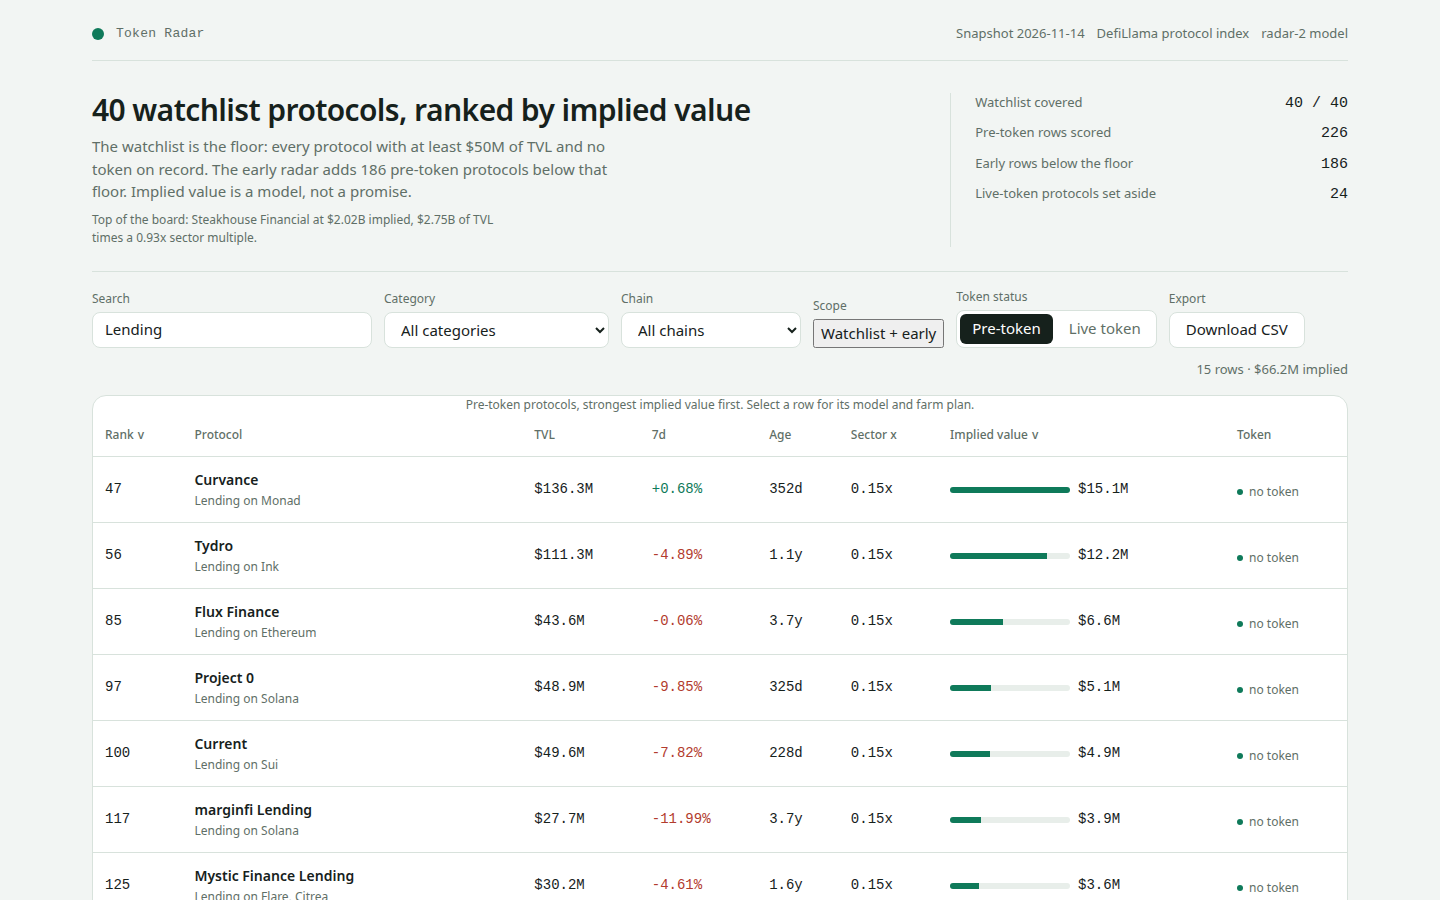 Token Radar
Snapshot 2026-11-14 DefiLlama protocol index radar-2 model
40 watchlist protocols, ranked by implied value
The watchlist is the floor: every protocol with at least $50M of TVL and no
token on record. The early radar adds 186 pre-token protocols below that
floor. Implied value is a model, not a promise.
Top of the board: Steakhouse Financial at $2.02B implied, $2.75B of TVL
times a 0.93x sector multiple.
Watchlist covered 40 / 40
Pre-token rows scored 226
Early rows below the floor 186
Live-token protocols set aside 24
Search
Lending
Category
All categories
Chain
All chains
Scope
Watchlist + early
Token status
Pre-token Live token
Export
Download CSV
15 rows · $66.2M implied
Pre-token protocols, strongest implied value first. Select a row for its model and farm plan.
Rank v Protocol TVL 7d Age Sector x Implied value v Token
47 Curvance $136.3M +0.68% 352d 0.15x $15.1M no token
Lending on Monad
56 Tydro $111.3M -4.89% 1.1y 0.15x $12.2M no token
Lending on Ink
85 Flux Finance $43.6M -0.06% 3.7y 0.15x $6.6M no token
Lending on Ethereum
97 Project 0 $48.9M -9.85% 325d 0.15x $5.1M no token
Lending on Solana
100 Current $49.6M -7.82% 228d 0.15x $4.9M no token
Lending on Sui
117 marginfi Lending $27.7M -11.99% 3.7y 0.15x $3.9M no token
Lending on Solana
125 Mystic Finance Lending $30.2M -4.61% 1.6y 0.15x $3.6M no token
Lending on Flare, Citrea